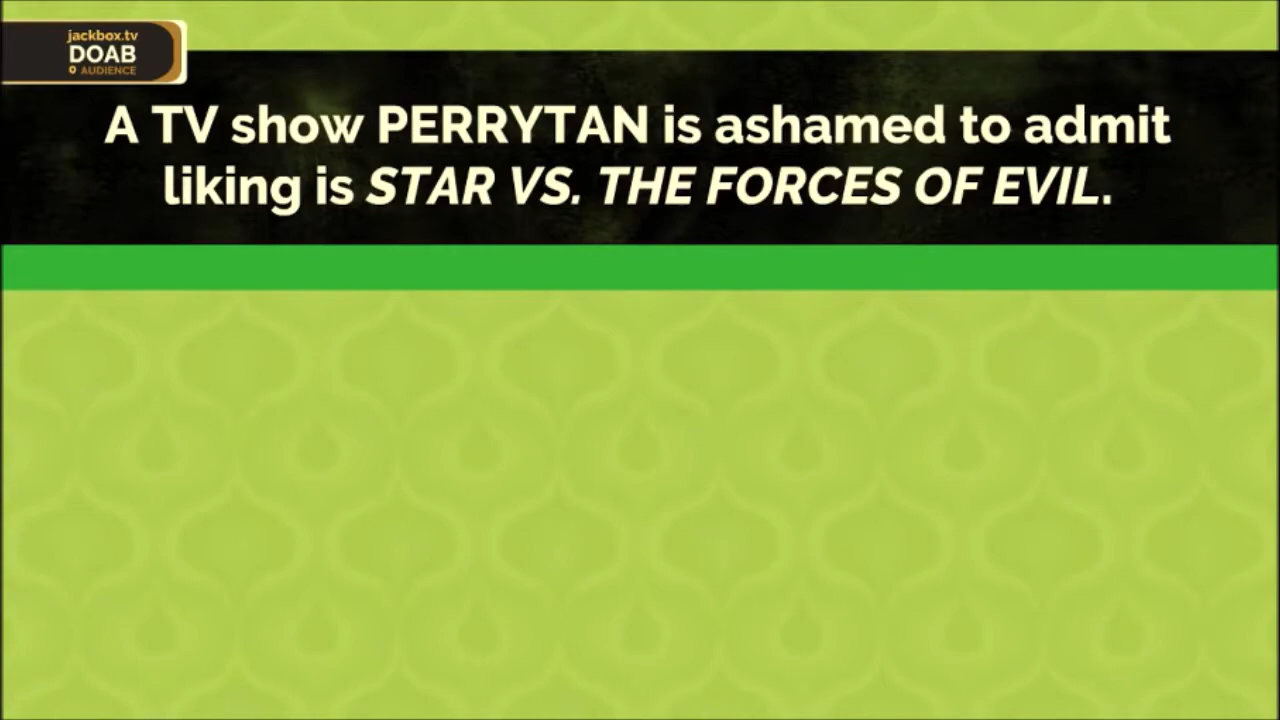 jackbox.tv
DOAB
0 AUDIENCE
A TV show PERRYTAN is ashamed to admit
liking is STAR VS. THE FORCES OF EVIL.